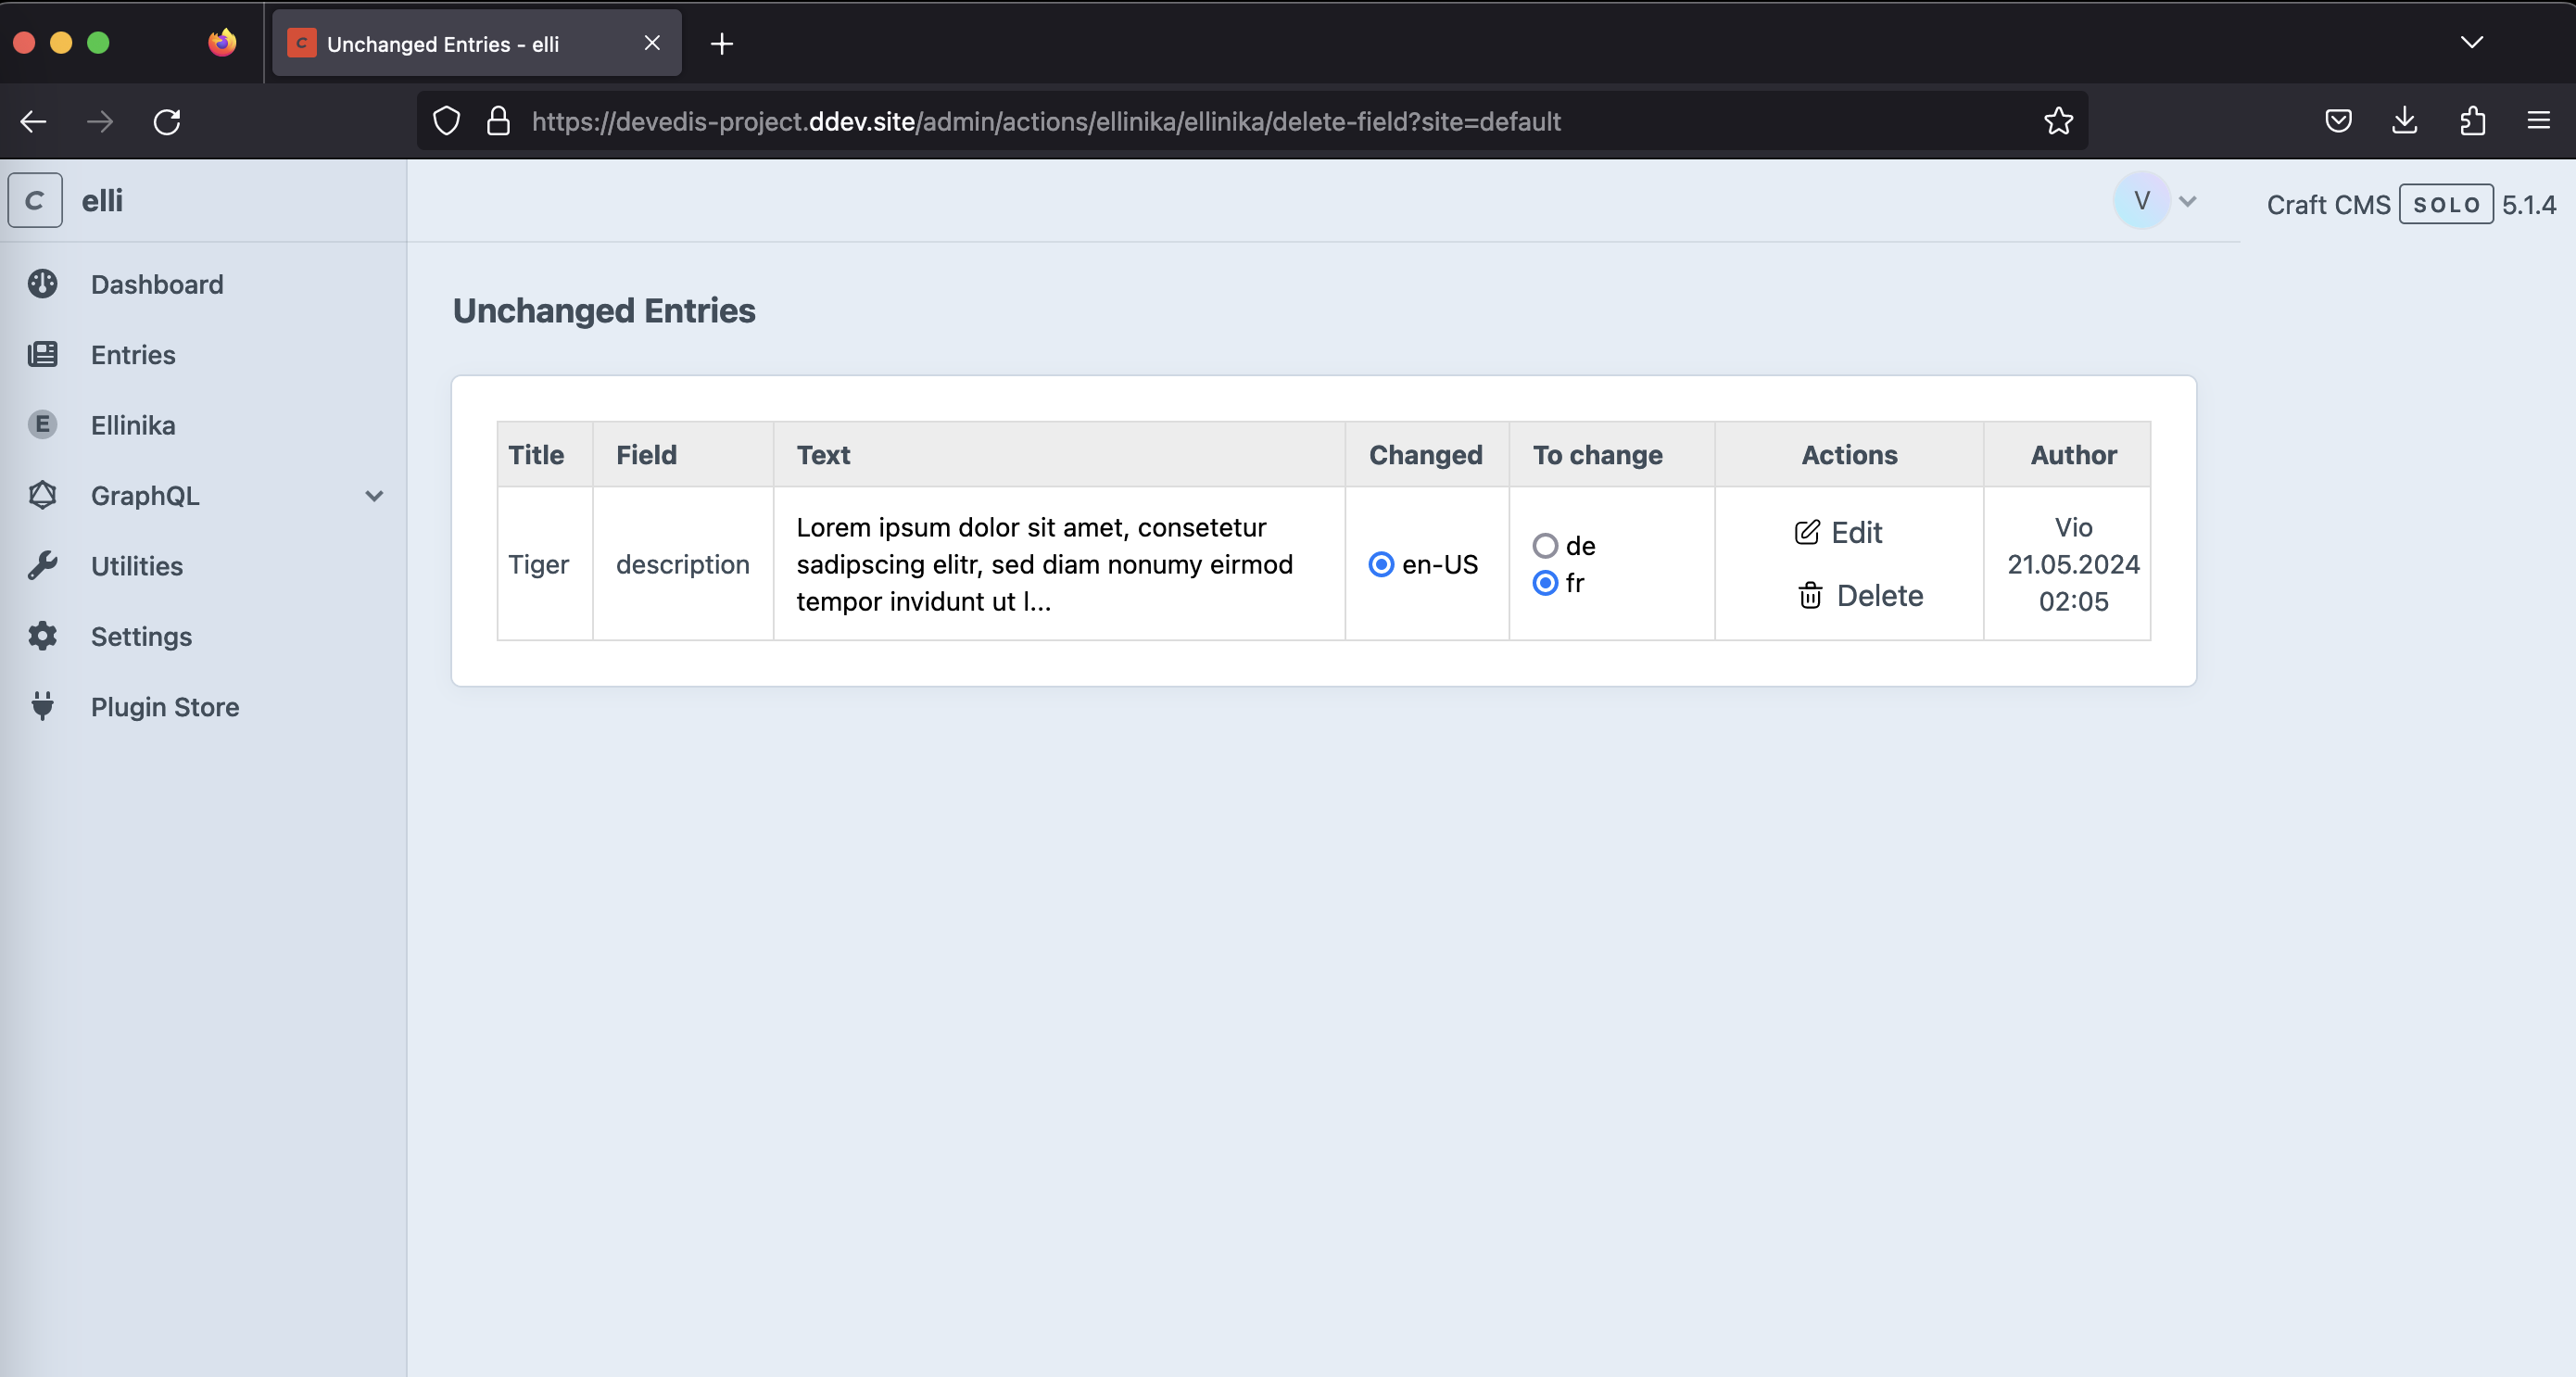 Unchanged Entries - elli
https://devedis-project.ddev.site/admin/actions/ellinika/ellinika/delete-field?site=default
C elli
V
Craft CMS SOLO 5.1.4
Dashboard
Entries
E Ellinika
GraphQL
Utilities
Settings
Plugin Store
Unchanged Entries
Title Field Text Changed To change Actions Author
Tiger
description
Lorem ipsum dolor sit amet, consetetur
sadipscing elitr, sed diam nonumy eirmod
tempor invidunt ut l...
en-US
de
fr
Edit
Delete
Vio
21.05.2024
02:05